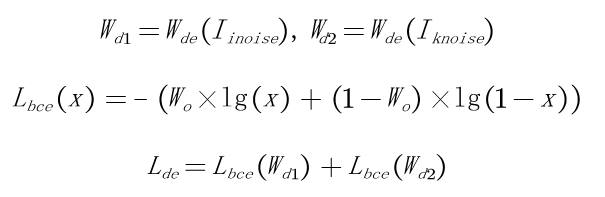 W_{d1} = W_{de}(I_{inoise}), W_{d2} = W_{de}(I_{knoise})
L_{bce}(x) = - (W_o × lg(x) + (1 - W_o) × lg(1 - x))
L_{de} = L_{bce}(W_{d1}) + L_{bce}(W_{d2})